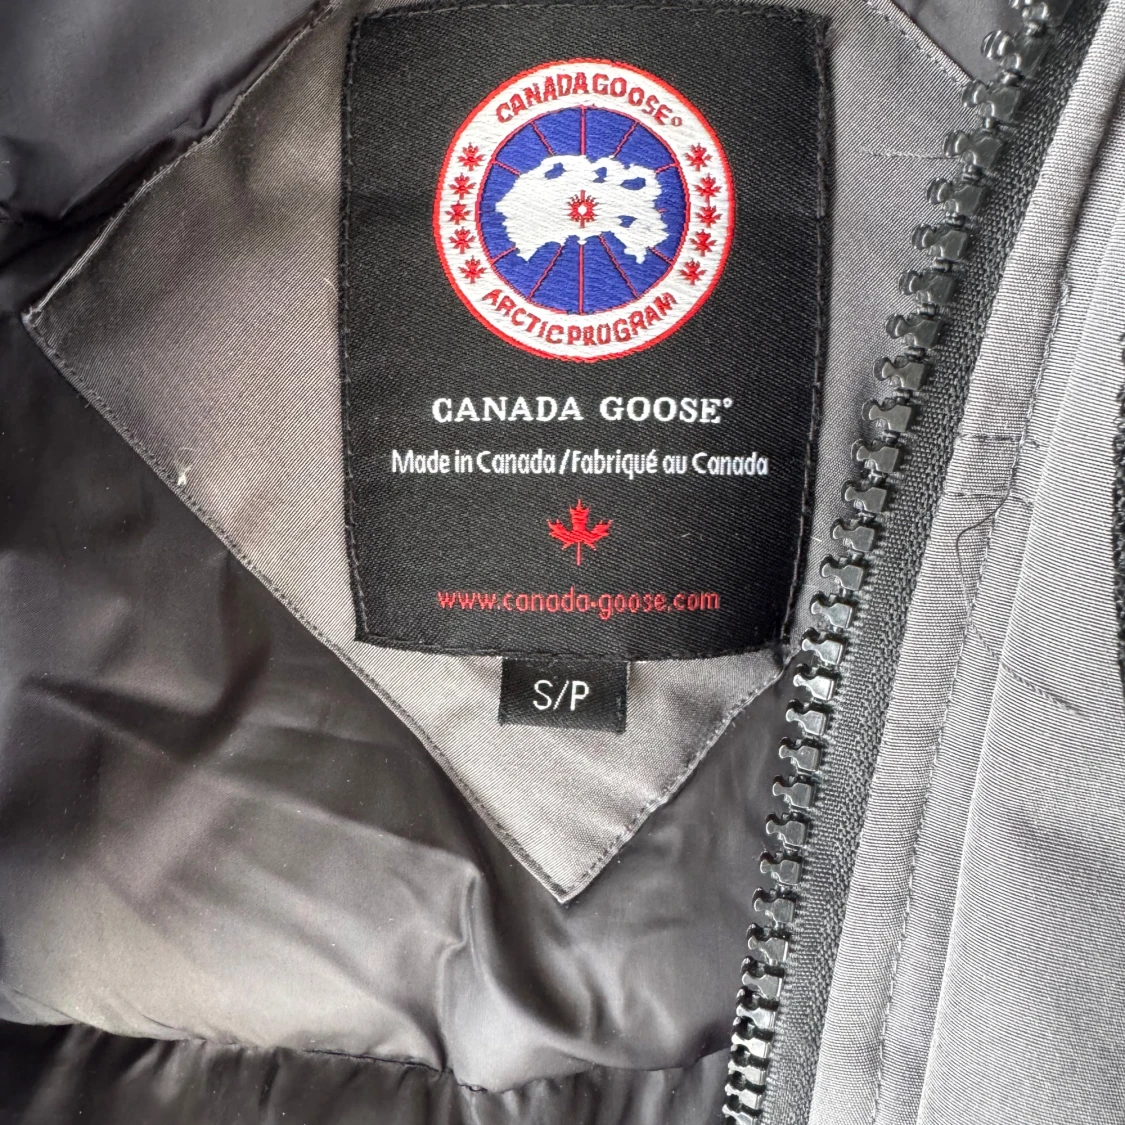 CANADA GOOSE°
ARCTIC PROGRAM
CANADA GOOSE°
Made in Canada/Fabriqué au Canada
www.canada-goose.com
S/P